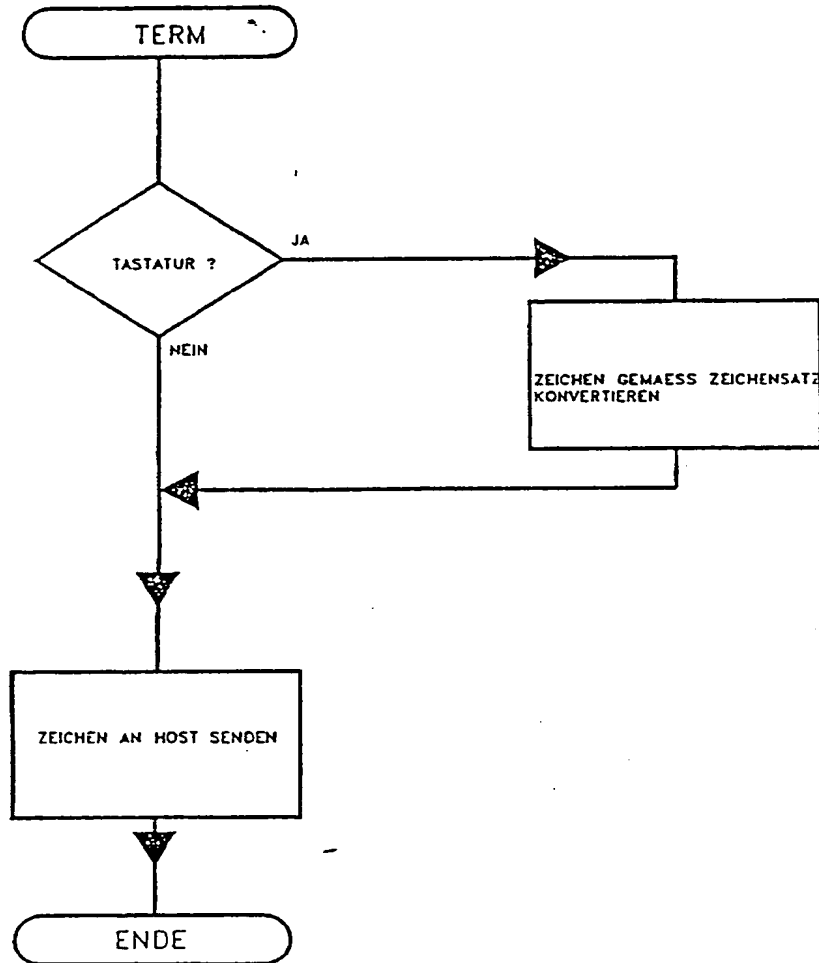 TERM
TASTATUR ?
JA
NEIN
ZEICHEN GEMAESS ZEICHENSATZ
KONVERTIEREN
ZEICHEN AN HOST SENDEN
ENDE